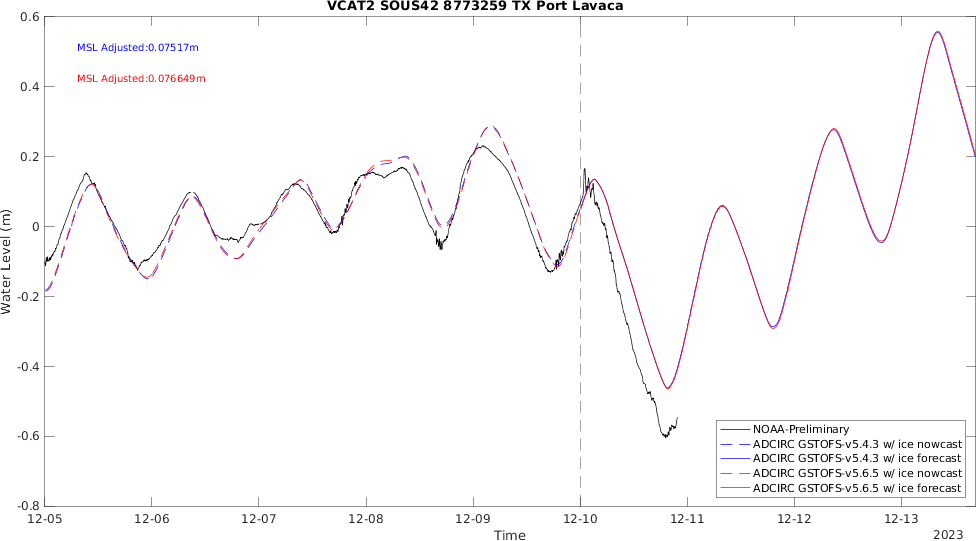 VCAT2 SOUS42 8773259 TX Port Lavaca
MSL Adjusted:0.07517m
MSL Adjusted:0.076649m
Water Level (m)
0.6
0.4
0.2
0
-0.2
-0.4
-0.6
-0.8
NOAA-Preliminary
ADCIRC GSTOFS-v5.4.3 w/ ice nowcast
ADCIRC GSTOFS-v5.4.3 w/ ice forecast
ADCIRC GSTOFS-v5.6.5 w/ ice nowcast
ADCIRC GSTOFS-v5.6.5 w/ ice forecast
12-05 12-06 12-07 12-08 12-09 12-10 12-11 12-12 12-13
Time
2023